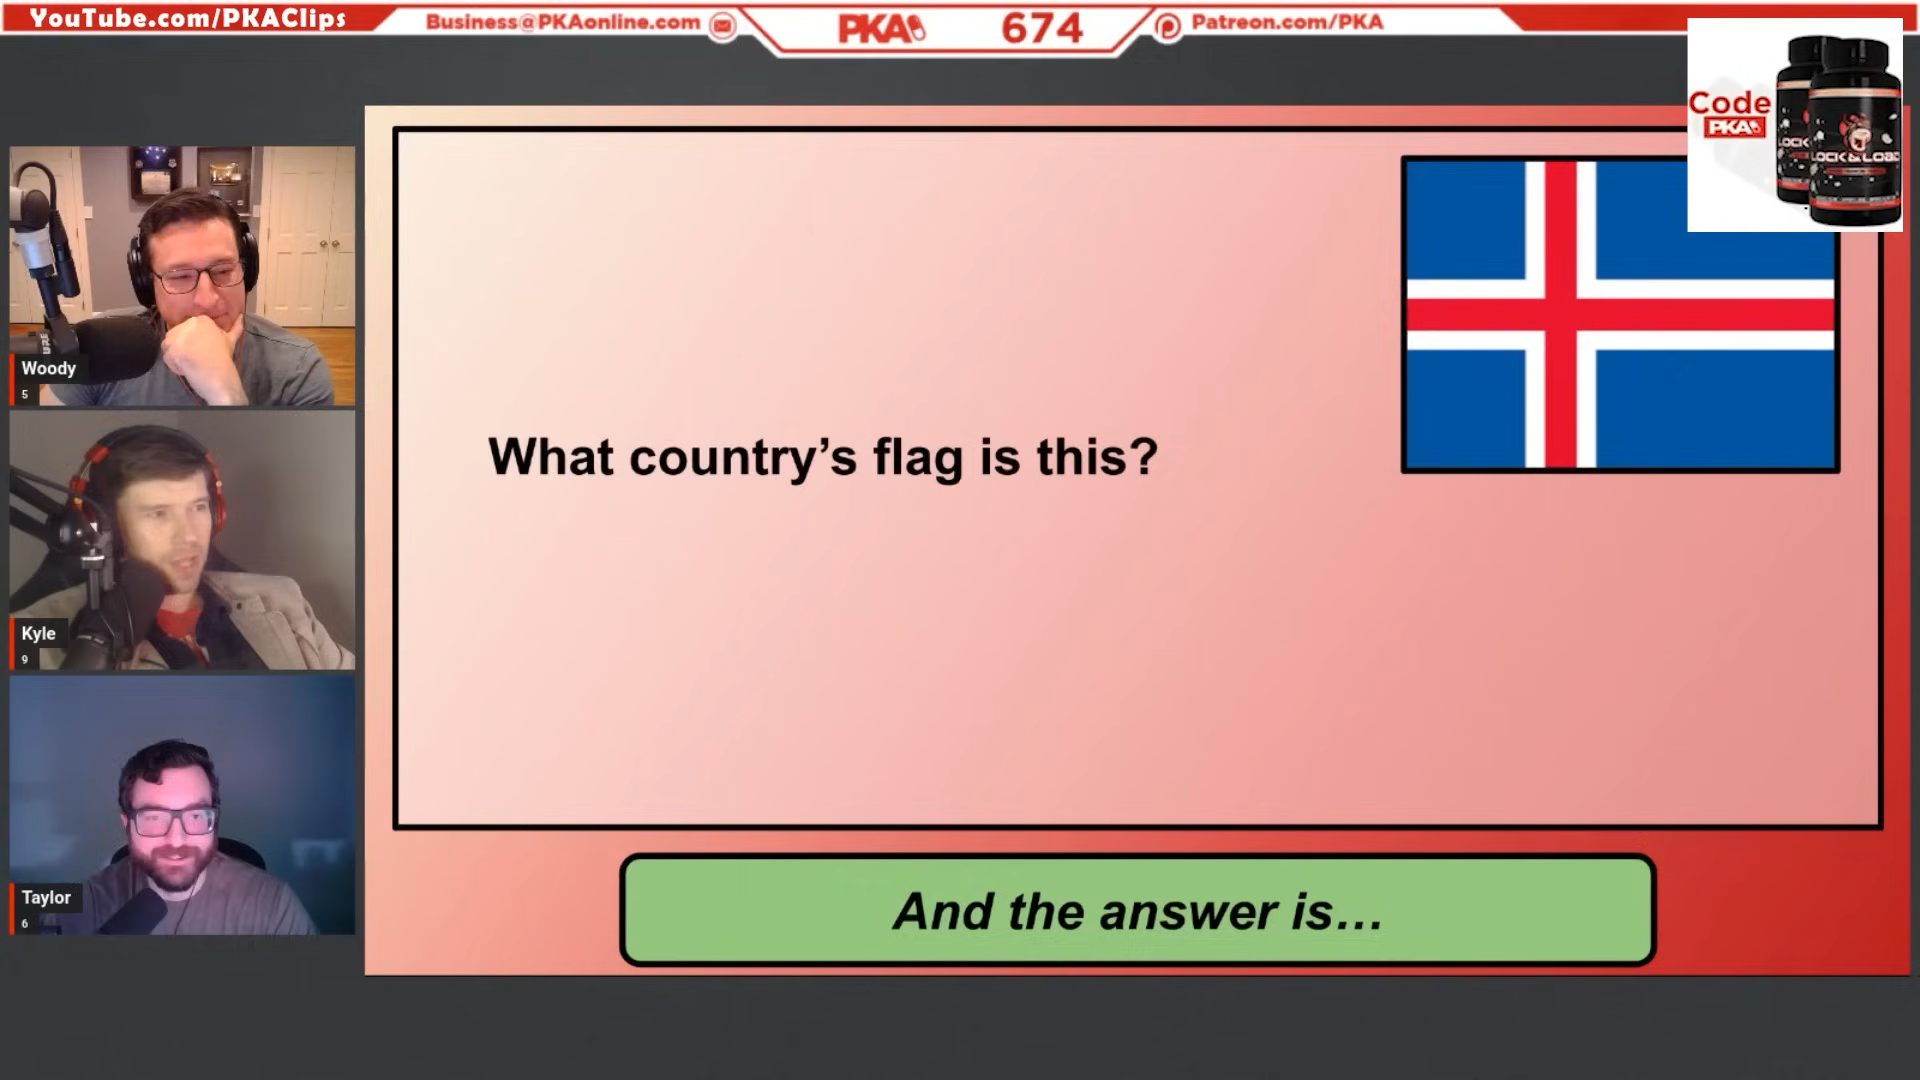 YouTube.com/PKAClips
Business@PKAonline.com
PKA
674
Patreon.com/PKA
Code
PKA
LOCK&LOAD
What country’s flag is this?
Woody
5
Kyle
9
Taylor
6
And the answer is...